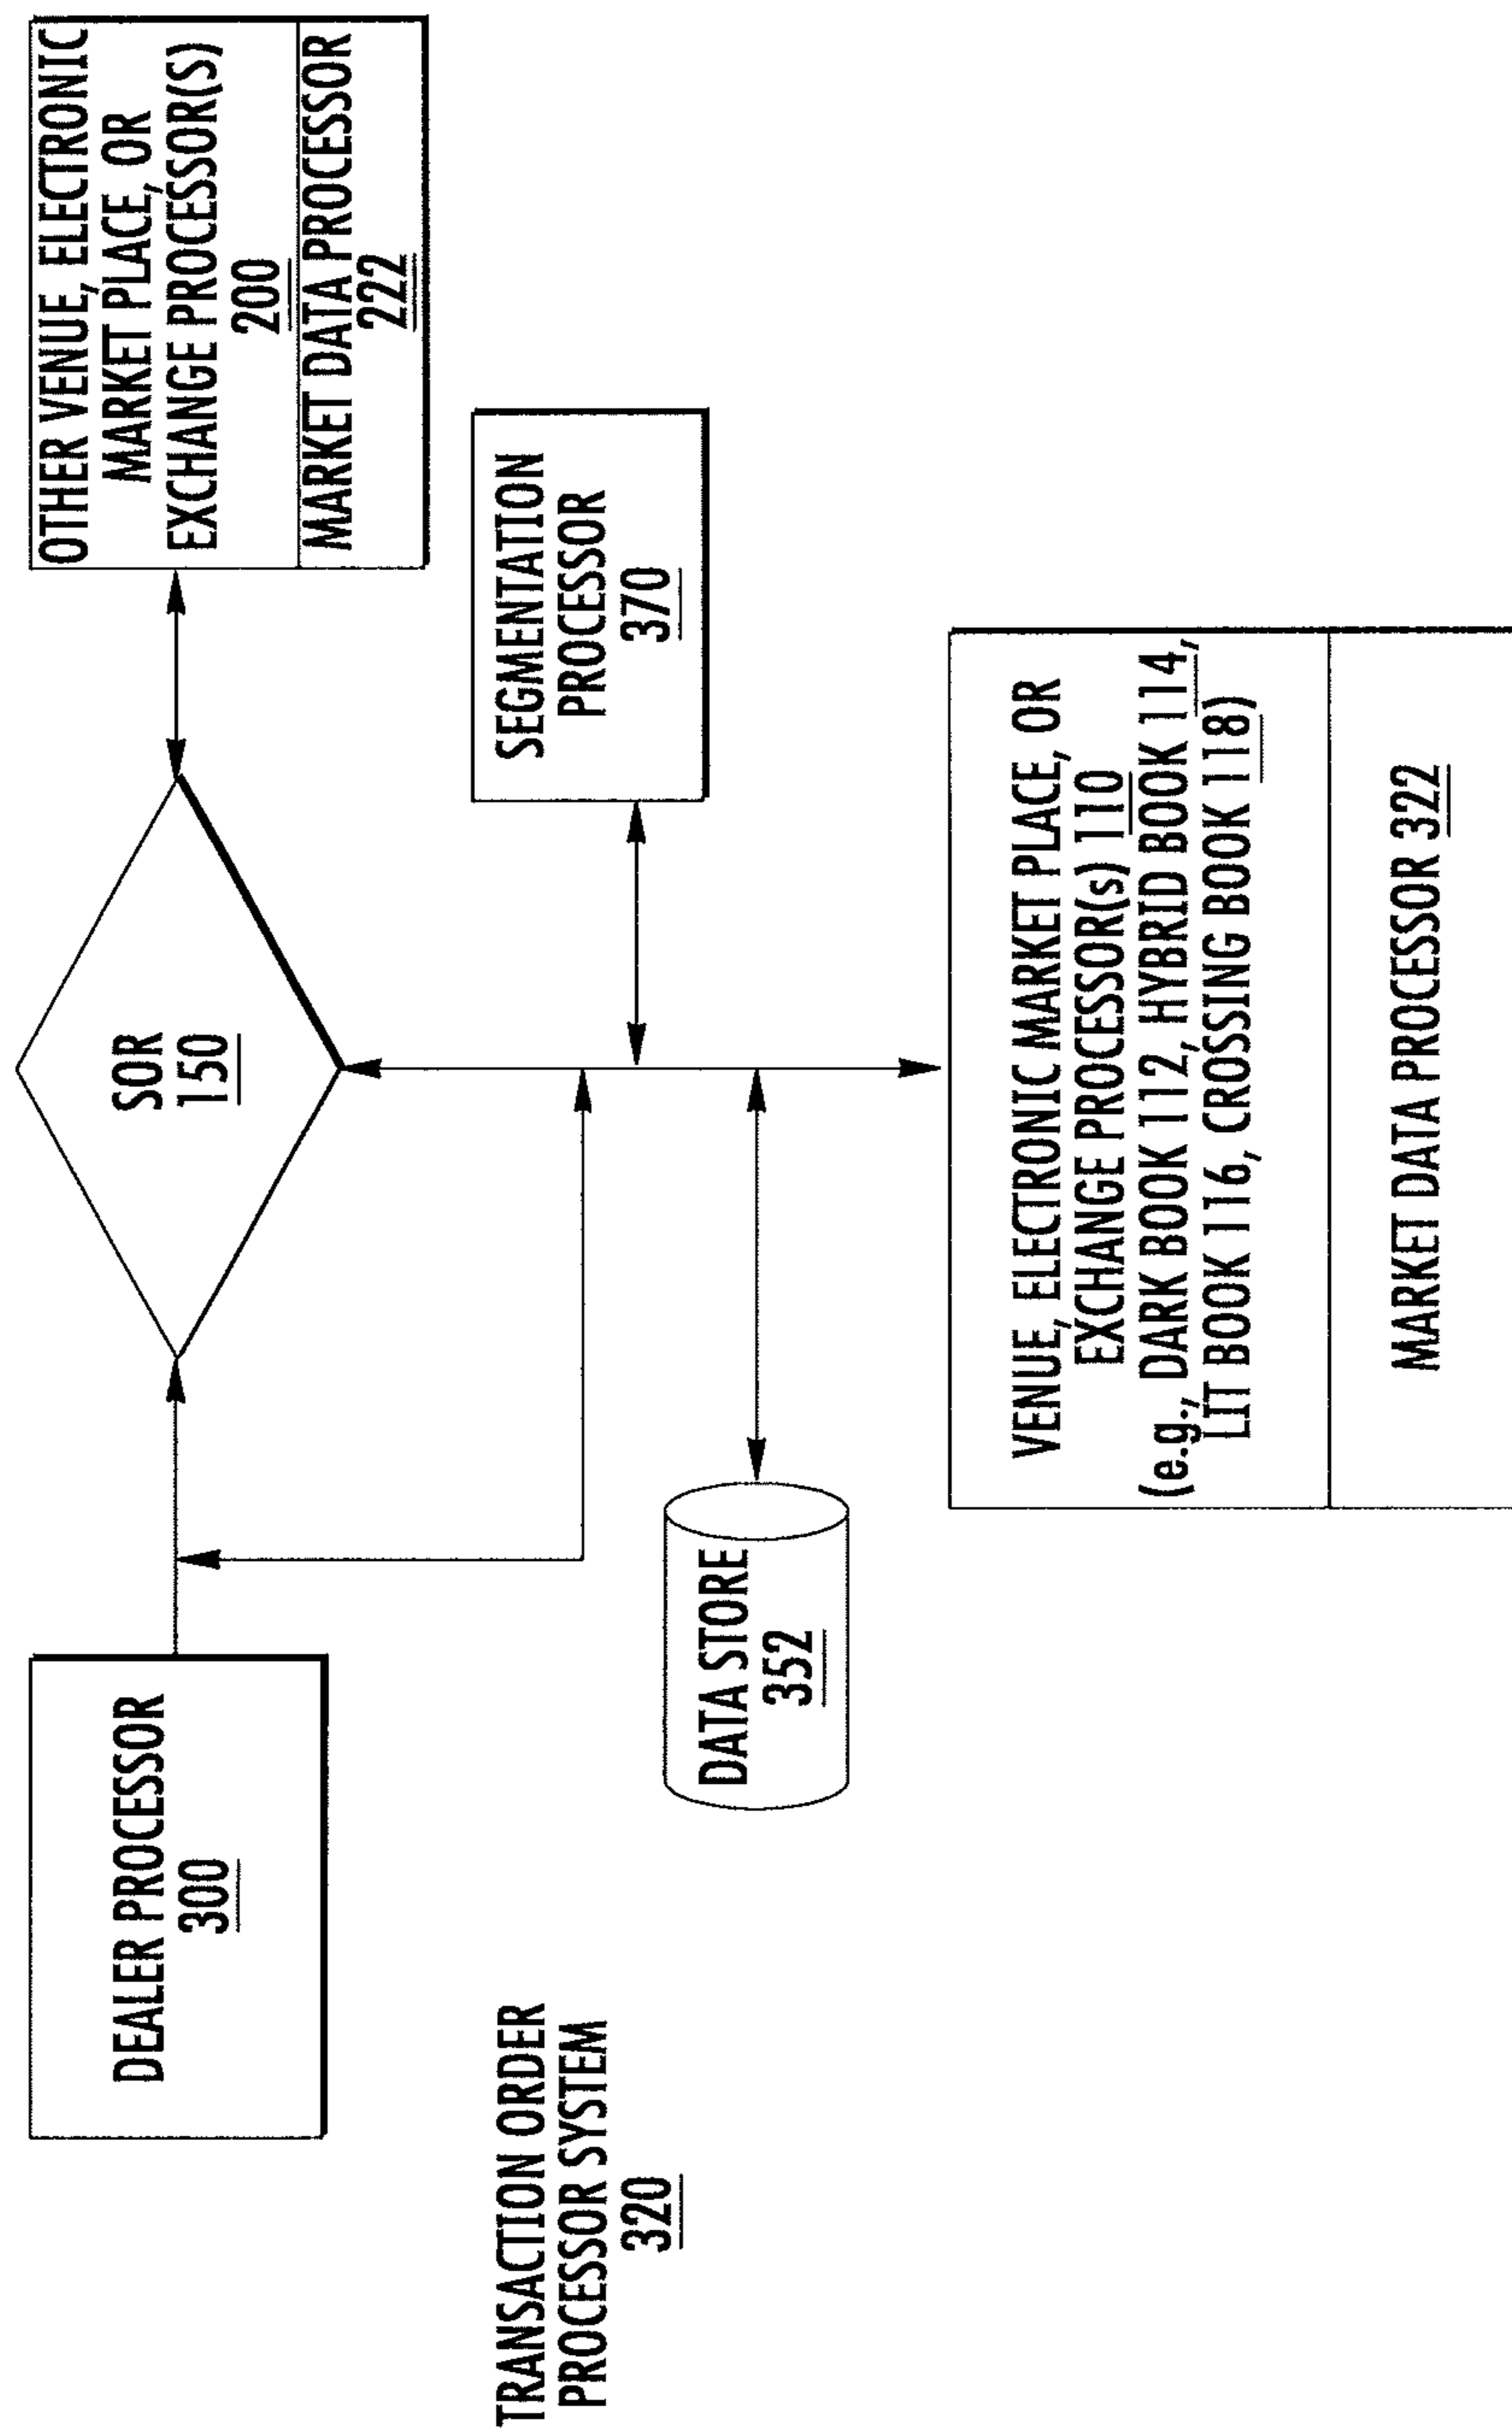 DEALER PROCESSOR
300
SOR
150
OTHER VENUE, ELECTRONIC
MARKET PLACE, OR
EXCHANGE PROCESSOR(S)
200
MARKET DATA PROCESSOR
222
TRANSACTION ORDER
PROCESSOR SYSTEM
320
SEGMENTATION
PROCESSOR
370
DATA STORE
352
VENUE, ELECTRONIC MARKET PLACE, OR
EXCHANGE PROCESSOR(s) 110
(e.g., DARK BOOK 112, HYBRID BOOK 114,
LIT BOOK 116, CROSSING BOOK 118)
MARKET DATA PROCESSOR 322